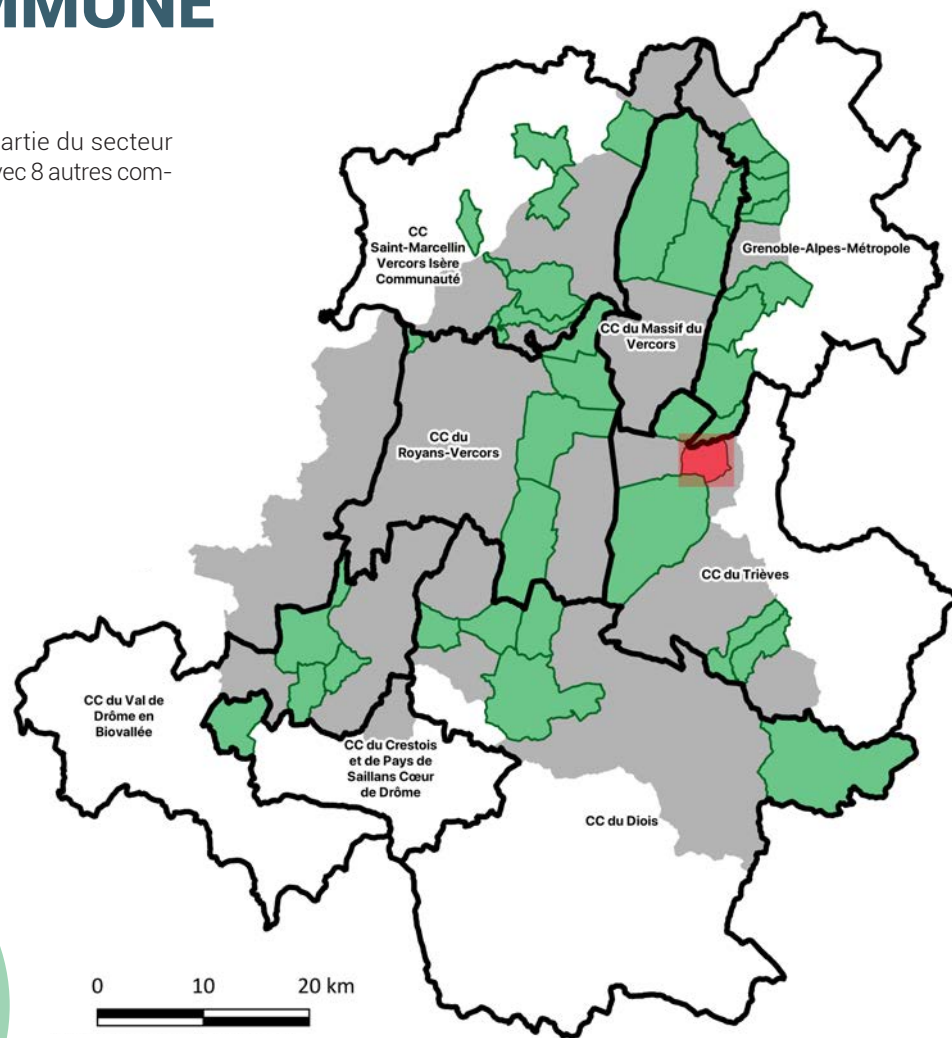 artie du secteur
vec 8 autres com-
CC
Saint-Marcellin
Vercors Isère
Communauté
Grenoble-Alpes-Métropole
CC du Massif du
Vercors
CC du
Royans-Vercors
CC du Trièves
CC du Val de
Drôme en
Biovallée
CC du Crestois
et de Pays de
Saillans Cœur
de Drôme
CC du Diois
0 10 20 km